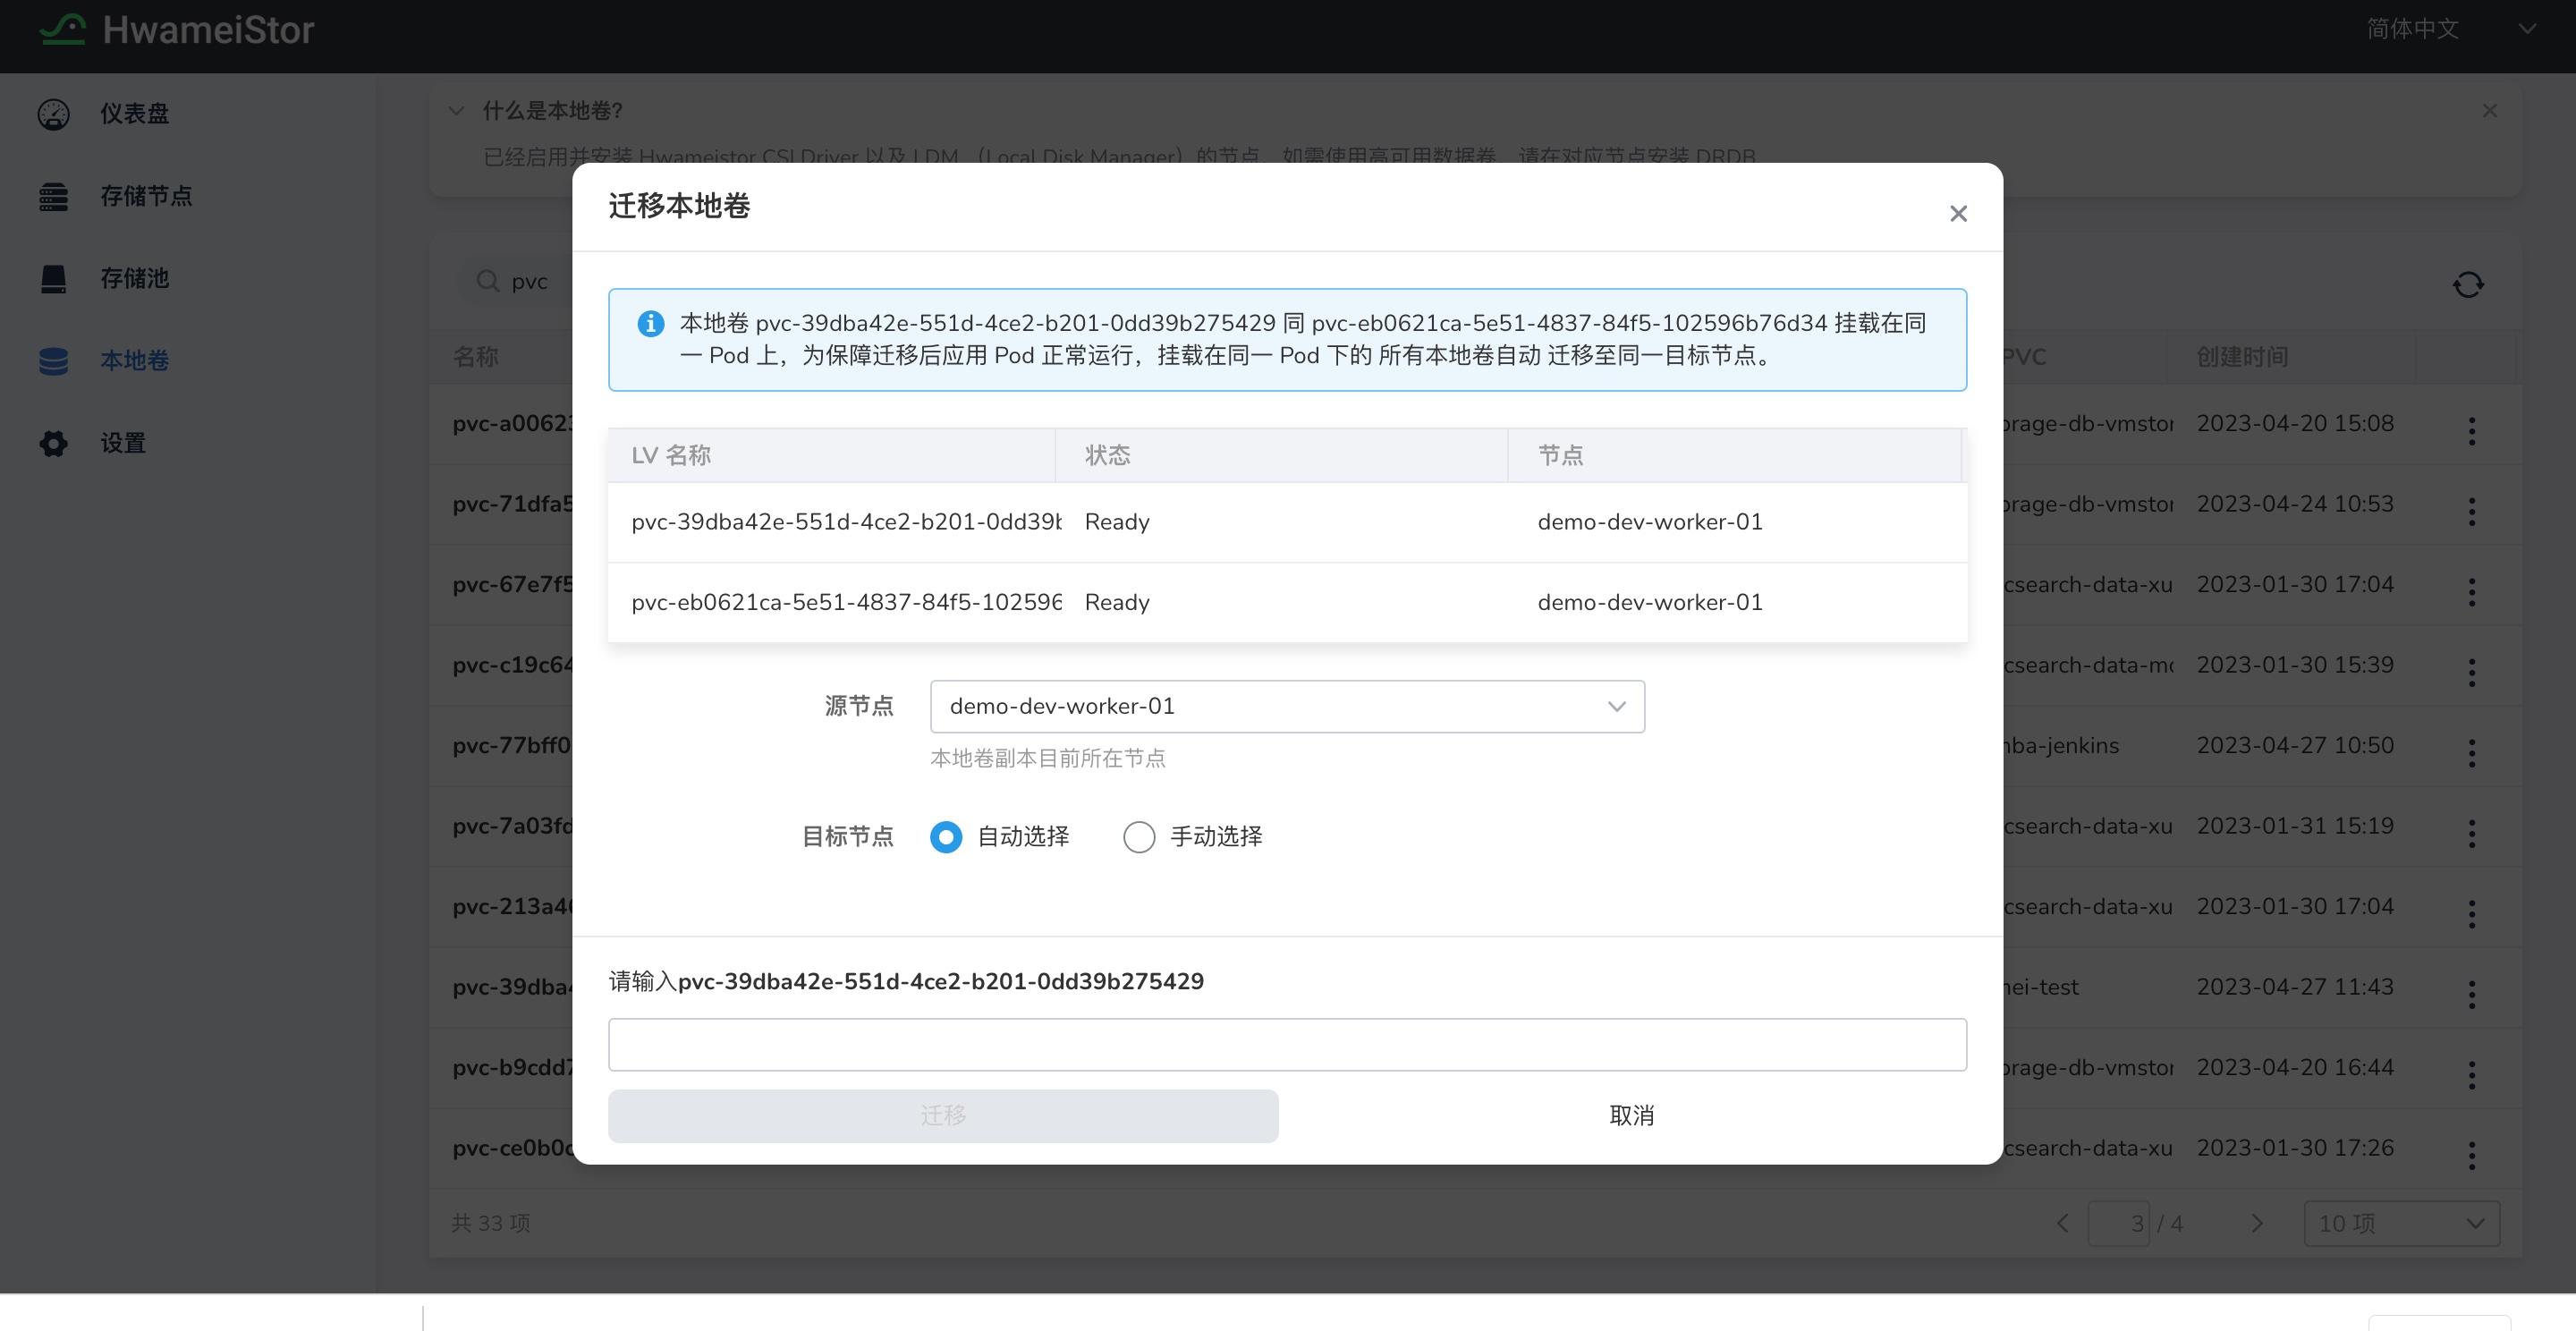 HwameiStor
简体中文
仪表盘
存储节点
存储池
本地卷
设置
什么是本地卷?
已经启用并安装 Hwameistor CSI Driver 以及 LDM （Local Disk Manager）的节点，如需使用高可用数据卷，请在对应节点安装 DRDB
pvc
名称
PVC
创建时间
pvc-a0062
orage-db-vmstor
2023-04-20 15:08
pvc-71dfa5
orage-db-vmstor
2023-04-24 10:53
pvc-67e7f5
csearch-data-xu
2023-01-30 17:04
pvc-c19c64
csearch-data-mc
2023-01-30 15:39
pvc-77bff0
nba-jenkins
2023-04-27 10:50
pvc-7a03fd
csearch-data-xu
2023-01-31 15:19
pvc-213a4
csearch-data-xu
2023-01-30 17:04
pvc-39dba4
nei-test
2023-04-27 11:43
pvc-b9cdd7
orage-db-vmstor
2023-04-20 16:44
pvc-ce0b0c
csearch-data-xu
2023-01-30 17:26
共 33 项
3 / 4
10 项
迁移本地卷
本地卷 pvc-39dba42e-551d-4ce2-b201-0dd39b275429 同 pvc-eb0621ca-5e51-4837-84f5-102596b76d34 挂载在同
一 Pod 上，为保障迁移后应用 Pod 正常运行，挂载在同一 Pod 下的 所有本地卷自动 迁移至同一目标节点。
LV 名称
状态
节点
pvc-39dba42e-551d-4ce2-b201-0dd39b
Ready
demo-dev-worker-01
pvc-eb0621ca-5e51-4837-84f5-102596
Ready
demo-dev-worker-01
源节点
demo-dev-worker-01
本地卷副本目前所在节点
目标节点
自动选择
手动选择
请输入pvc-39dba42e-551d-4ce2-b201-0dd39b275429
迁移
取消